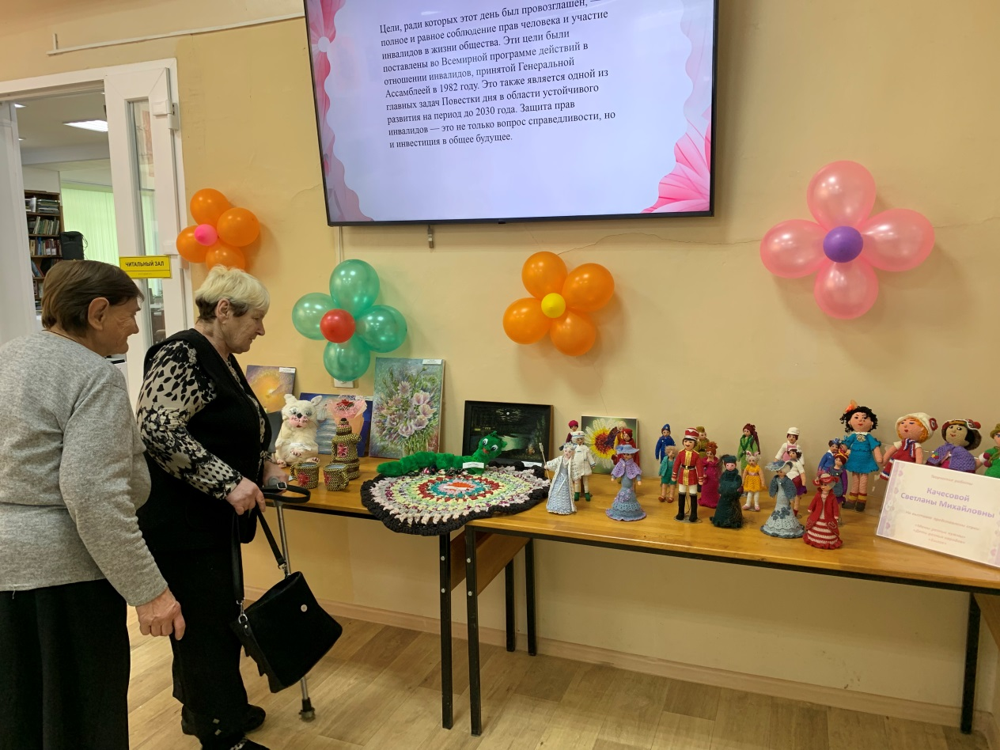 Цели, ради которых этот день был провозглашен, —
полное и равное соблюдение прав человека и участие
инвалидов в жизни общества. Эти цели были
поставлены во Всемирной программе действий в
отношении инвалидов, принятой Генеральной
Ассамблеей в 1982 году. Это также является одной из
главных задач Повестки дня в области устойчивого
развития на период до 2030 года. Защита прав
инвалидов — это не только вопрос справедливости, но
и инвестиция в общее будущее.
ЧИТАЛЬНЫЙ ЗАЛ
Качесовой
Светланы Михайловны